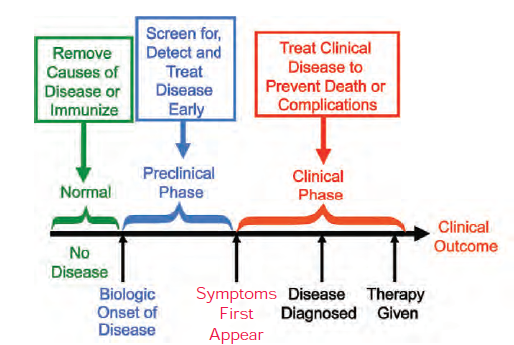 Remove
Causes of
Disease or
Immunize
Screen for,
Detect and
Treat
Disease
Early
Treat Clinical
Disease to
Prevent Death or
Complications
Normal
Preclinical
Phase
Clinical
Phase
Clinical
Outcome
No
Disease
Biologic
Onset of
Disease
Symptoms
First
Appear
Disease
Diagnosed
Therapy
Given